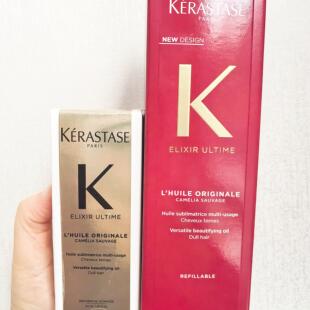 KÉRASTASE
PARIS
K
ELIXIR ULTIME
L'HUILE ORIGINALE
CAMÉLIA SAUVAGE
Huile sublimatrice multi-usage
Cheveux ternes
Versatile beautifying oil
Dull hair
KÉRASTASE
PARIS
NEW DESIGN
K
ELIXIR ULTIME
L'HUILE ORIGINALE
CAMÉLIA SAUVAGE
Huile sublimatrice multi-usage
Cheveux ternes
Versatile beautifying oil
Dull hair
REFILLABLE